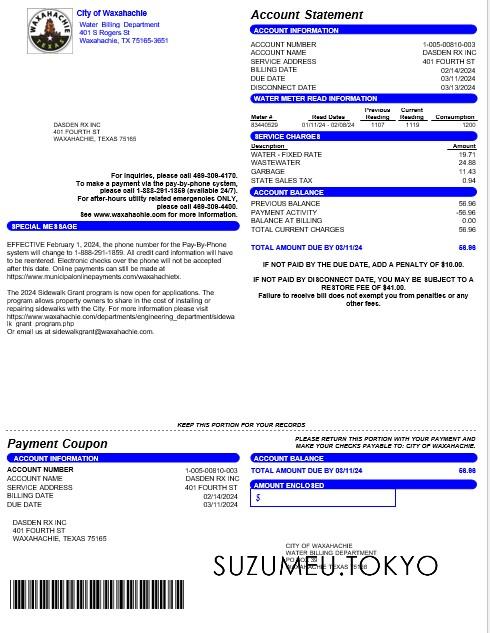 City of Waxahachie
Water Billing Department
401 S Rogers St
Waxahachie, TX 75165-3651
WAXAHACHIE
TEXAS
DASDEN RX INC
401 FOURTH ST
WAXAHACHIE, TEXAS 75165
For inquiries, please call 469-309-4170.
To make a payment via the pay-by-phone system,
please call 1-888-291-1859 (available 24/7).
For after-hours utility related emergencies ONLY,
please call 469-309-4400.
See www.waxahachie.com for more information.
SPECIAL MESSAGE
EFFECTIVE February 1, 2024, the phone number for the Pay-By-Phone
system will change to 1-888-291-1859. All credit card information will have
to be reentered. Electronic checks over the phone will not be accepted
after this date. Online payments can still be made at
https://www.municipalonlinepayments.com/waxahachietx.
The 2024 Sidewalk Grant program is now open for applications. The
program allows property owners to share in the cost of installing or
repairing sidewalks with the City. For more information please visit
https://www.waxahachie.com/departments/engineering_department/sidewa
lk_grant_program.php
Or email us at sidewalkgrant@waxahachie.com.
Account Statement
ACCOUNT INFORMATION
ACCOUNT NUMBER 1-005-00810-003
ACCOUNT NAME DASDEN RX INC
SERVICE ADDRESS 401 FOURTH ST
BILLING DATE 02/14/2024
DUE DATE 03/11/2024
DISCONNECT DATE 03/13/2024
WATER METER READ INFORMATION
Previous Current
Meter # Read Dates Reading Reading Consumption
83440529 01/11/24 - 02/08/24 1107 1119 1200
SERVICE CHARGES
Description Amount
WATER - FIXED RATE 19.71
WASTEWATER 24.88
GARBAGE 11.43
STATE SALES TAX 0.94
ACCOUNT BALANCE
PREVIOUS BALANCE 56.96
PAYMENT ACTIVITY -56.96
BALANCE AT BILLING 0.00
TOTAL CURRENT CHARGES 56.96
TOTAL AMOUNT DUE BY 03/11/24 56.96
IF NOT PAID BY THE DUE DATE, ADD A PENALTY OF $10.00.
IF NOT PAID BY DISCONNECT DATE, YOU MAY BE SUBJECT TO A
RESTORE FEE OF $41.00.
Failure to receive bill does not exempt you from penalties or any
other fees.
KEEP THIS PORTION FOR YOUR RECORDS
Payment Coupon
PLEASE RETURN THIS PORTION WITH YOUR PAYMENT AND
MAKE YOUR CHECKS PAYABLE TO: CITY OF WAXAHACHIE.
ACCOUNT INFORMATION
ACCOUNT NUMBER 1-005-00810-003
ACCOUNT NAME DASDEN RX INC
SERVICE ADDRESS 401 FOURTH ST
BILLING DATE 02/14/2024
DUE DATE 03/11/2024
ACCOUNT BALANCE
TOTAL AMOUNT DUE BY 03/11/24 56.96
AMOUNT ENCLOSED
$
DASDEN RX INC
401 FOURTH ST
WAXAHACHIE, TEXAS 75165
CITY OF WAXAHACHIE
WATER BILLING DEPARTMENT
PO BOX
WAXAHACHIE TEXAS
SUZUMEU.TOKYO